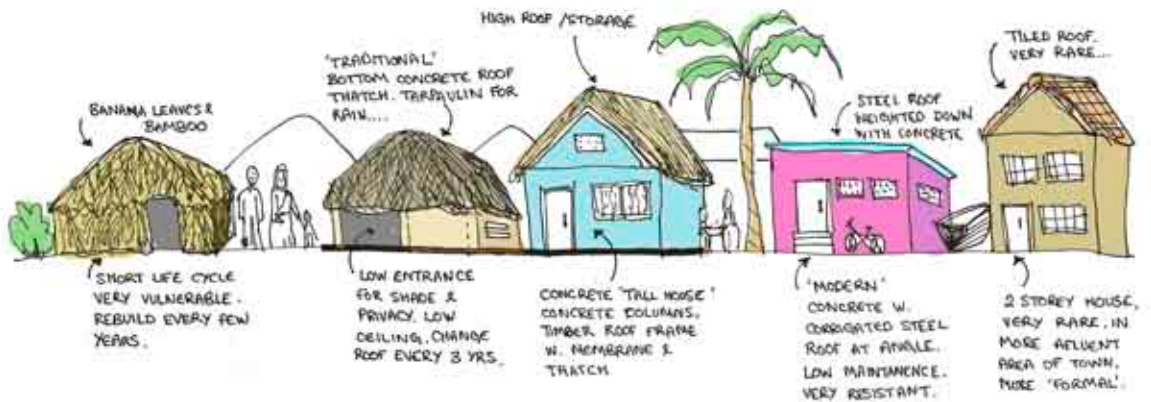 BANANA LEAVES &
BAMBOO
'TRADITIONAL'
BOTTOM CONCRETE ROOF
THATCH. TARPAULIN FOR
RAIN....
HIGH ROOF / STORAGE
STEEL ROOF
WEIGHTED DOWN
WITH CONCRETE
TILED ROOF.
VERY RARE...
SHORT LIFE CYCLE
VERY VULNERABLE.
REBUILD EVERY FEW
YEARS.
LOW ENTRANCE
FOR SHADE &
PRIVACY. LOW
CEILING. CHANGE
ROOF EVERY 3 YRS.
CONCRETE 'TALL HOUSE'
CONCRETE COLUMNS.
TIMBER ROOF FRAME
W. MEMBRANE &
THATCH
'MODERN'
CONCRETE W.
CORRIGATED STEEL
ROOF AT ANGLE.
LOW MAINTANENCE.
VERY RESISTANT.
2 STOREY HOUSE,
VERY RARE. IN
MORE AFLUENT
AREA OF TOWN.
MORE 'FORMAL'.